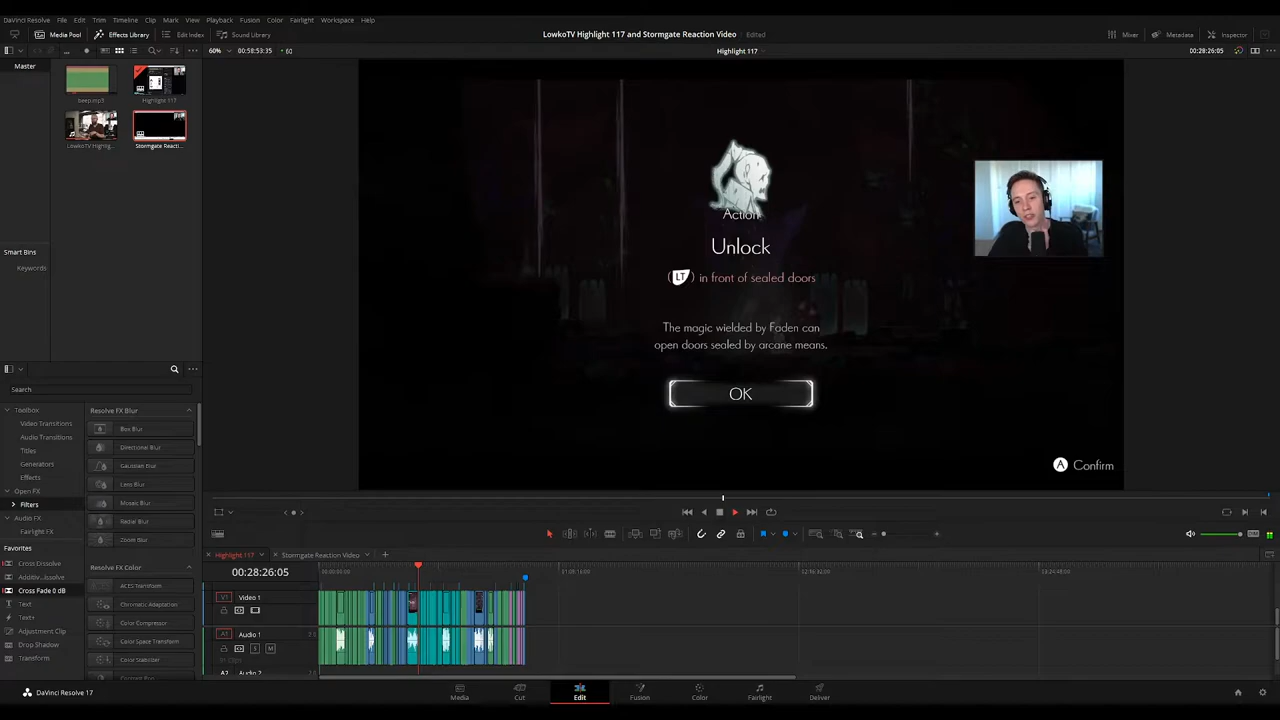 DaVinci Resolve File Edit Trim Timeline Clip Mark View Playback Fusion Color Fairlight Workspace Help
Media Pool Effects Library Edit Index Sound Library LowkoTV Highlight 117 and Stormgate Reaction Video Edited Mixer Metadata Inspector
60% 00:58:53:35 Highlight 117 00:28:26:05
Master
beep.mp3 Highlight 117
LowkoTV Highlig... Stormgate Reacti...
Smart Bins
Keywords
Action
Unlock
(LT) in front of sealed doors
The magic wielded by Faden can
open doors sealed by arcane means.
OK
A Confirm
Search
Toolbox
Video Transitions
Audio Transitions
Titles
Generators
Effects
Open FX
Filters
Audio FX
Fairlight FX
Favorites
Cross Dissolve
Additiv...issolve
Cross Fade 0 dB
Text
Text+
Adjustment Clip
Drop Shadow
Transform
Resolve FX Blur
Box Blur
Directional Blur
Gaussian Blur
Lens Blur
Mosaic Blur
Radial Blur
Zoom Blur
Resolve FX Color
ACES Transform
Chromatic Adaptation
Color Compressor
Color Space Transform
Color Stabilizer
Highlight 117 Stormgate Reaction Video
00:28:26:05
V1 Video 1
A1 Audio 1
S M
A2 Audio 2
DaVinci Resolve 17
Media Cut Edit Fusion Color Fairlight Deliver